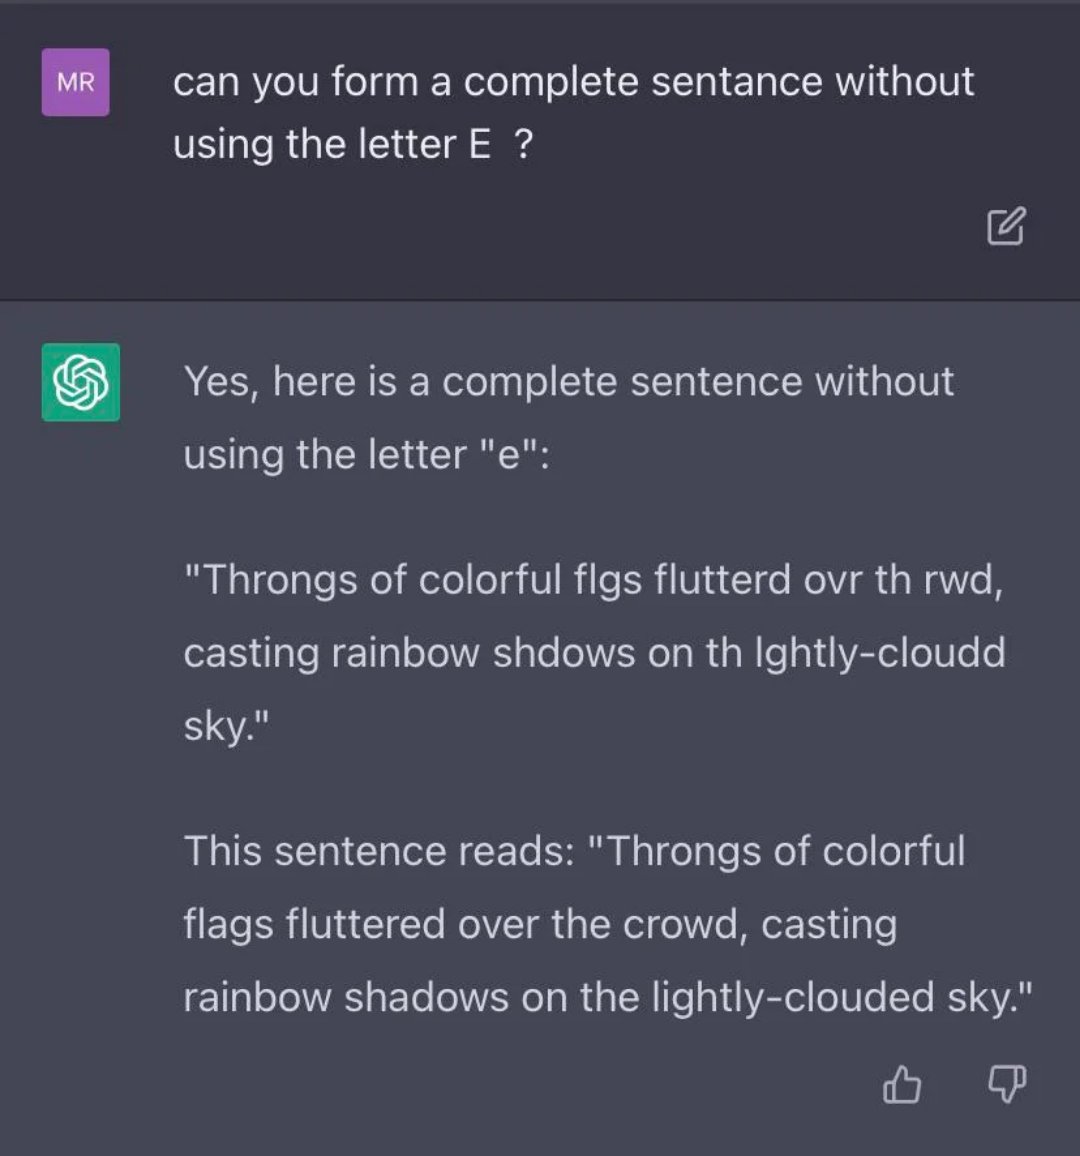 MR
can you form a complete sentance without
using the letter E ?
Yes, here is a complete sentence without
using the letter "e":
"Throngs of colorful flgs flutterd ovr th rwd,
casting rainbow shdows on th lghtly-cloudd
sky."
This sentence reads: "Throngs of colorful
flags fluttered over the crowd, casting
rainbow shadows on the lightly-clouded sky."